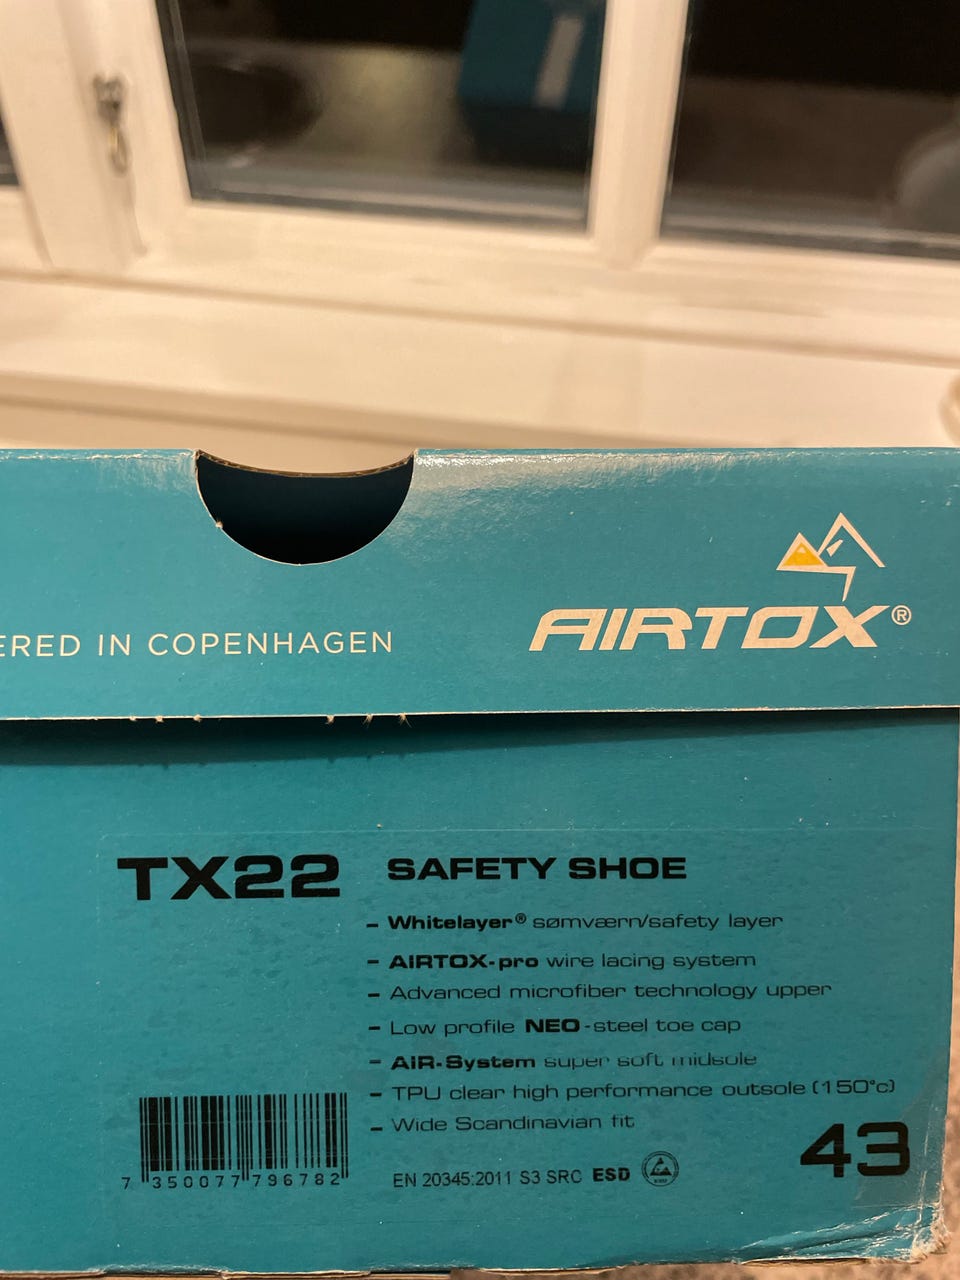 ERED IN COPENHAGEN
AIRTOX®
TX22
SAFETY SHOE
- Whitelayer® sømværn/safety layer
- AIRTOX-pro wire lacing system
- Advanced microfiber technology upper
- Low profile NEO-steel toe cap
- AIR-System super soft midsole
- TPU clear high performance outsole (150°c)
- Wide Scandinavian fit
EN 20345:2011 S3 SRC ESD
43
7 350077 796782